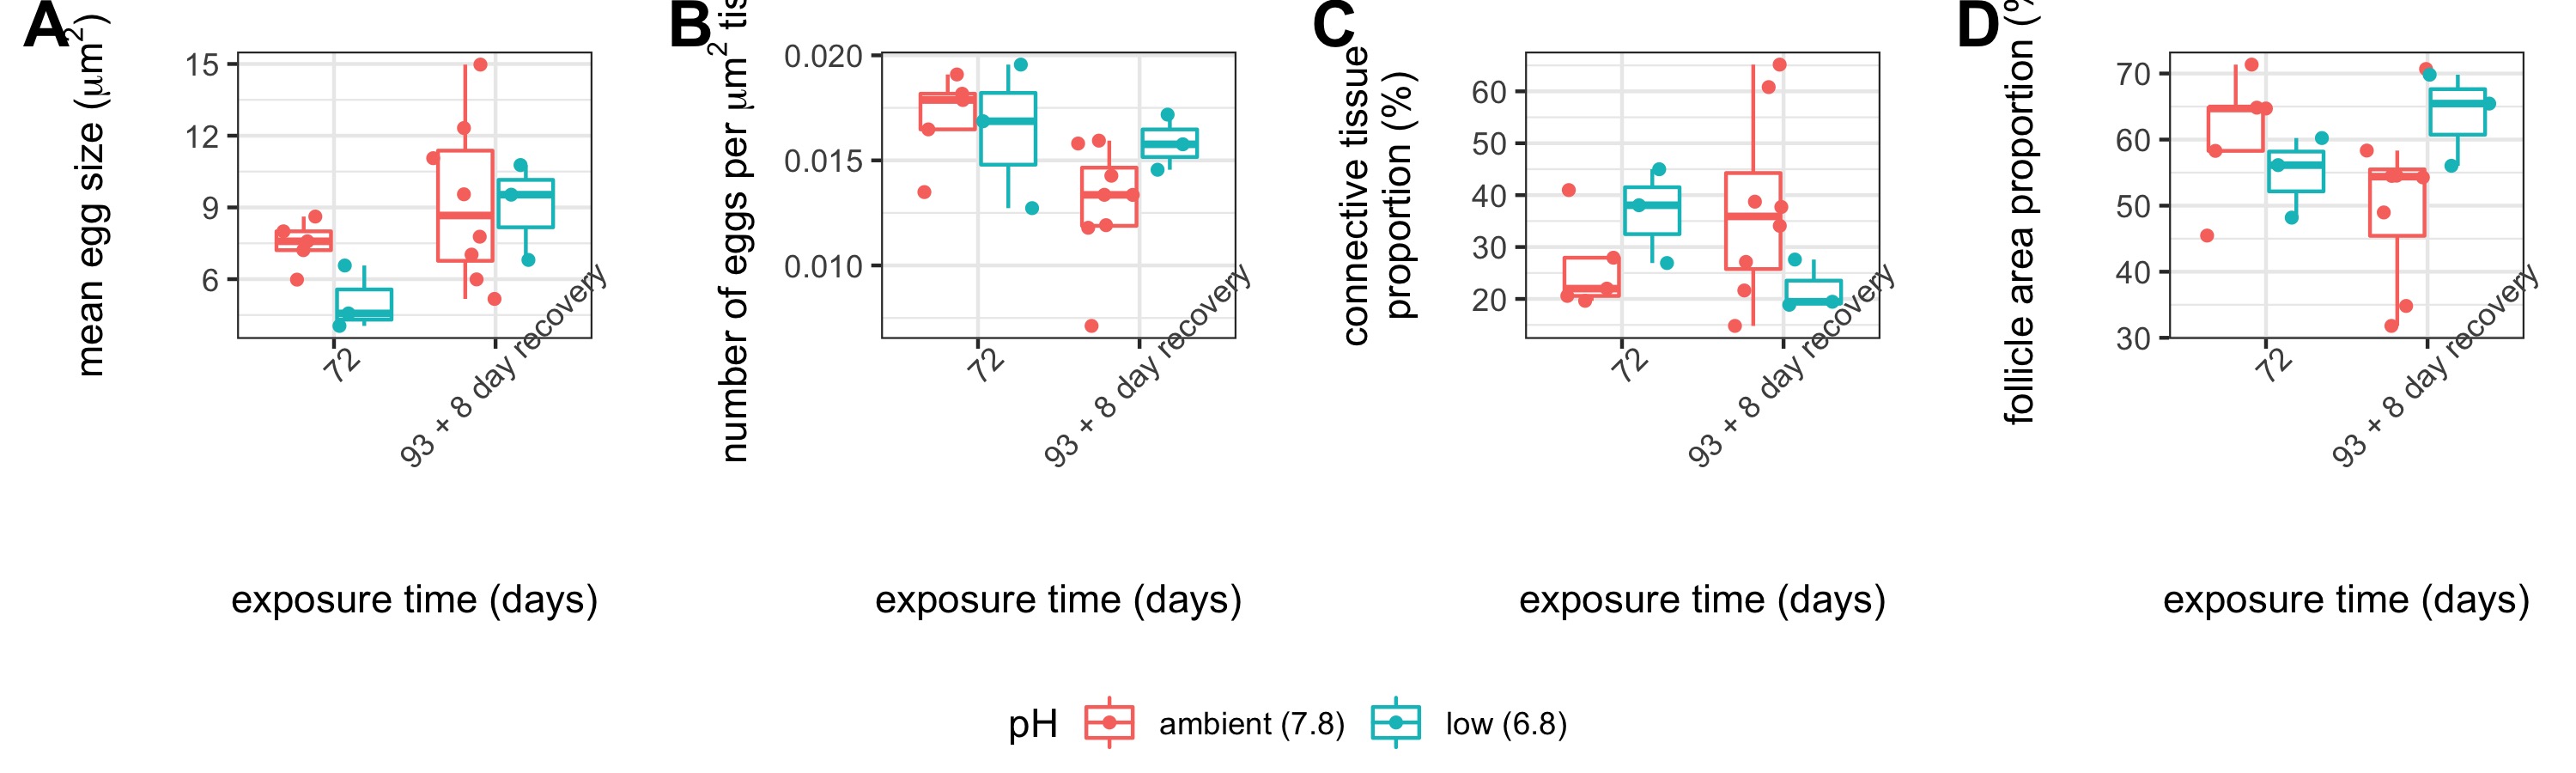 A
mean egg size (μm²)
15
12
9
6
72
93 + 8 day recovery
exposure time (days)
B
number of eggs per μm²
0.020
0.015
0.010
72
93 + 8 day recovery
exposure time (days)
C
connective tissue
proportion (%)
60
50
40
30
20
72
93 + 8 day recovery
exposure time (days)
D
follicle area proportion (%
70
60
50
40
30
72
93 + 8 day recovery
exposure time (days)
pH ambient (7.8) low (6.8)